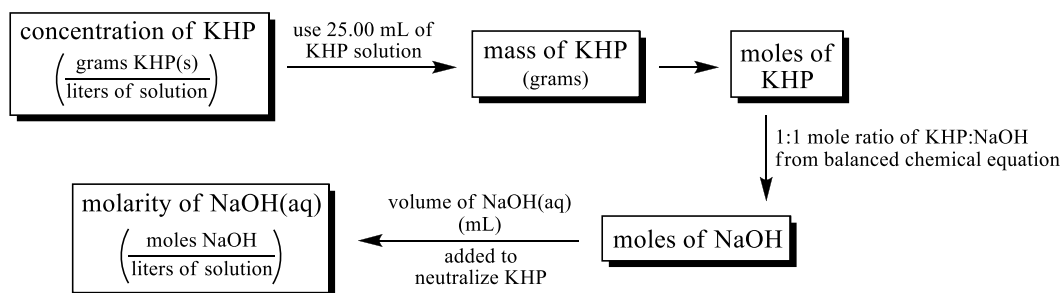 concentration of KHP
grams KHP(s)
liters of solution
use 25.00 mL of
KHP solution
mass of KHP
(grams)
moles of
KHP
1:1 mole ratio of KHP:NaOH
from balanced chemical equation
moles of NaOH
volume of NaOH(aq)
(mL)
added to
neutralize KHP
molarity of NaOH(aq)
moles NaOH
liters of solution